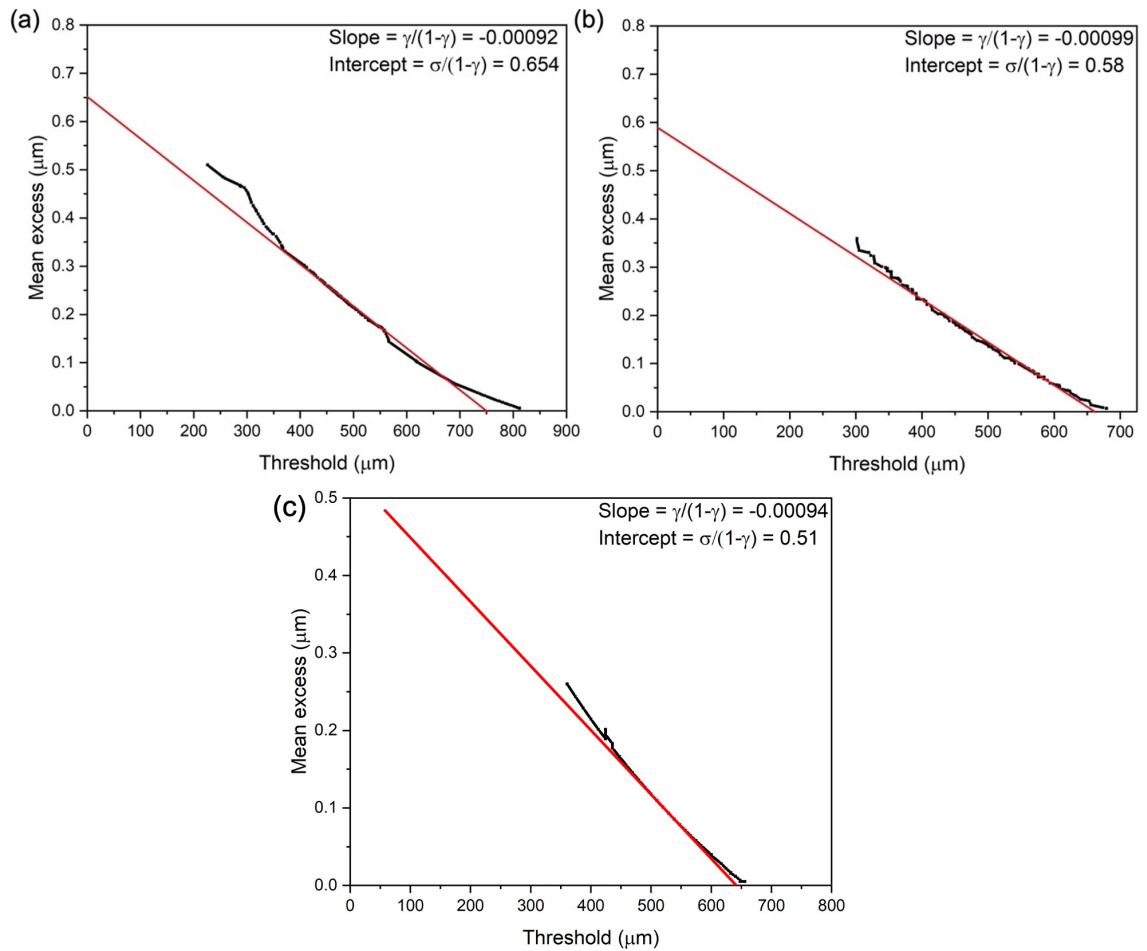 (a)
Slope = γ/(1-γ) = -0.00092
Intercept = σ/(1-γ) = 0.654
0.8
0.7
0.6
0.5
0.4
0.3
0.2
0.1
0.0
Mean excess (μm)
0 100 200 300 400 500 600 700 800 900
Threshold (μm)
(b)
Slope = γ/(1-γ) = -0.00099
Intercept = σ/(1-γ) = 0.58
0.8
0.7
0.6
0.5
0.4
0.3
0.2
0.1
0.0
Mean excess (μm)
0 100 200 300 400 500 600 700
Threshold (μm)
(c)
Slope = γ/(1-γ) = -0.00094
Intercept = σ/(1-γ) = 0.51
0.5
0.4
0.3
0.2
0.1
0.0
Mean excess (μm)
0 100 200 300 400 500 600 700 800
Threshold (μm)